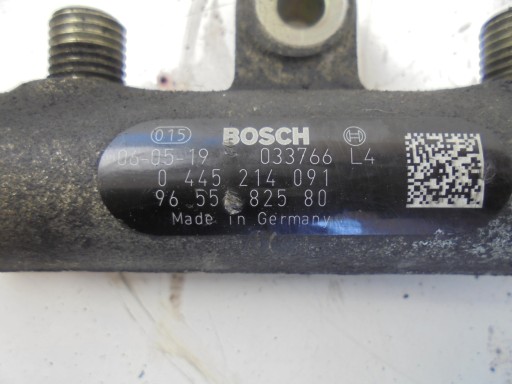 015 BOSCH
06-05-19 033766 L4
0 445 214 091
96 55 825 80
Made in Germany